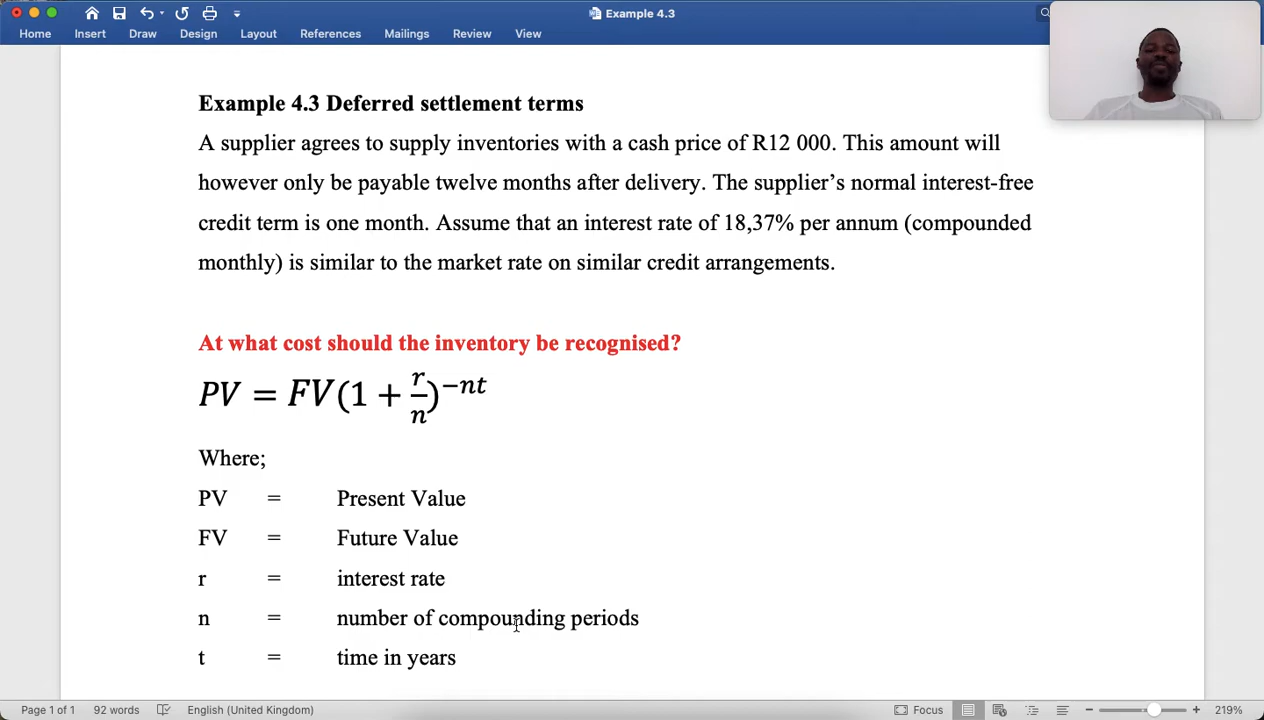 Example 4.3
Home Insert Draw Design Layout References Mailings Review View
Example 4.3 Deferred settlement terms
A supplier agrees to supply inventories with a cash price of R12 000. This amount will
however only be payable twelve months after delivery. The supplier’s normal interest-free
credit term is one month. Assume that an interest rate of 18,37% per annum (compounded
monthly) is similar to the market rate on similar credit arrangements.
At what cost should the inventory be recognised?
PV = FV(1 + r/n)^−nt
Where;
PV = Present Value
FV = Future Value
r = interest rate
n = number of compounding periods
t = time in years
Page 1 of 1 92 words English (United Kingdom) Focus 219%